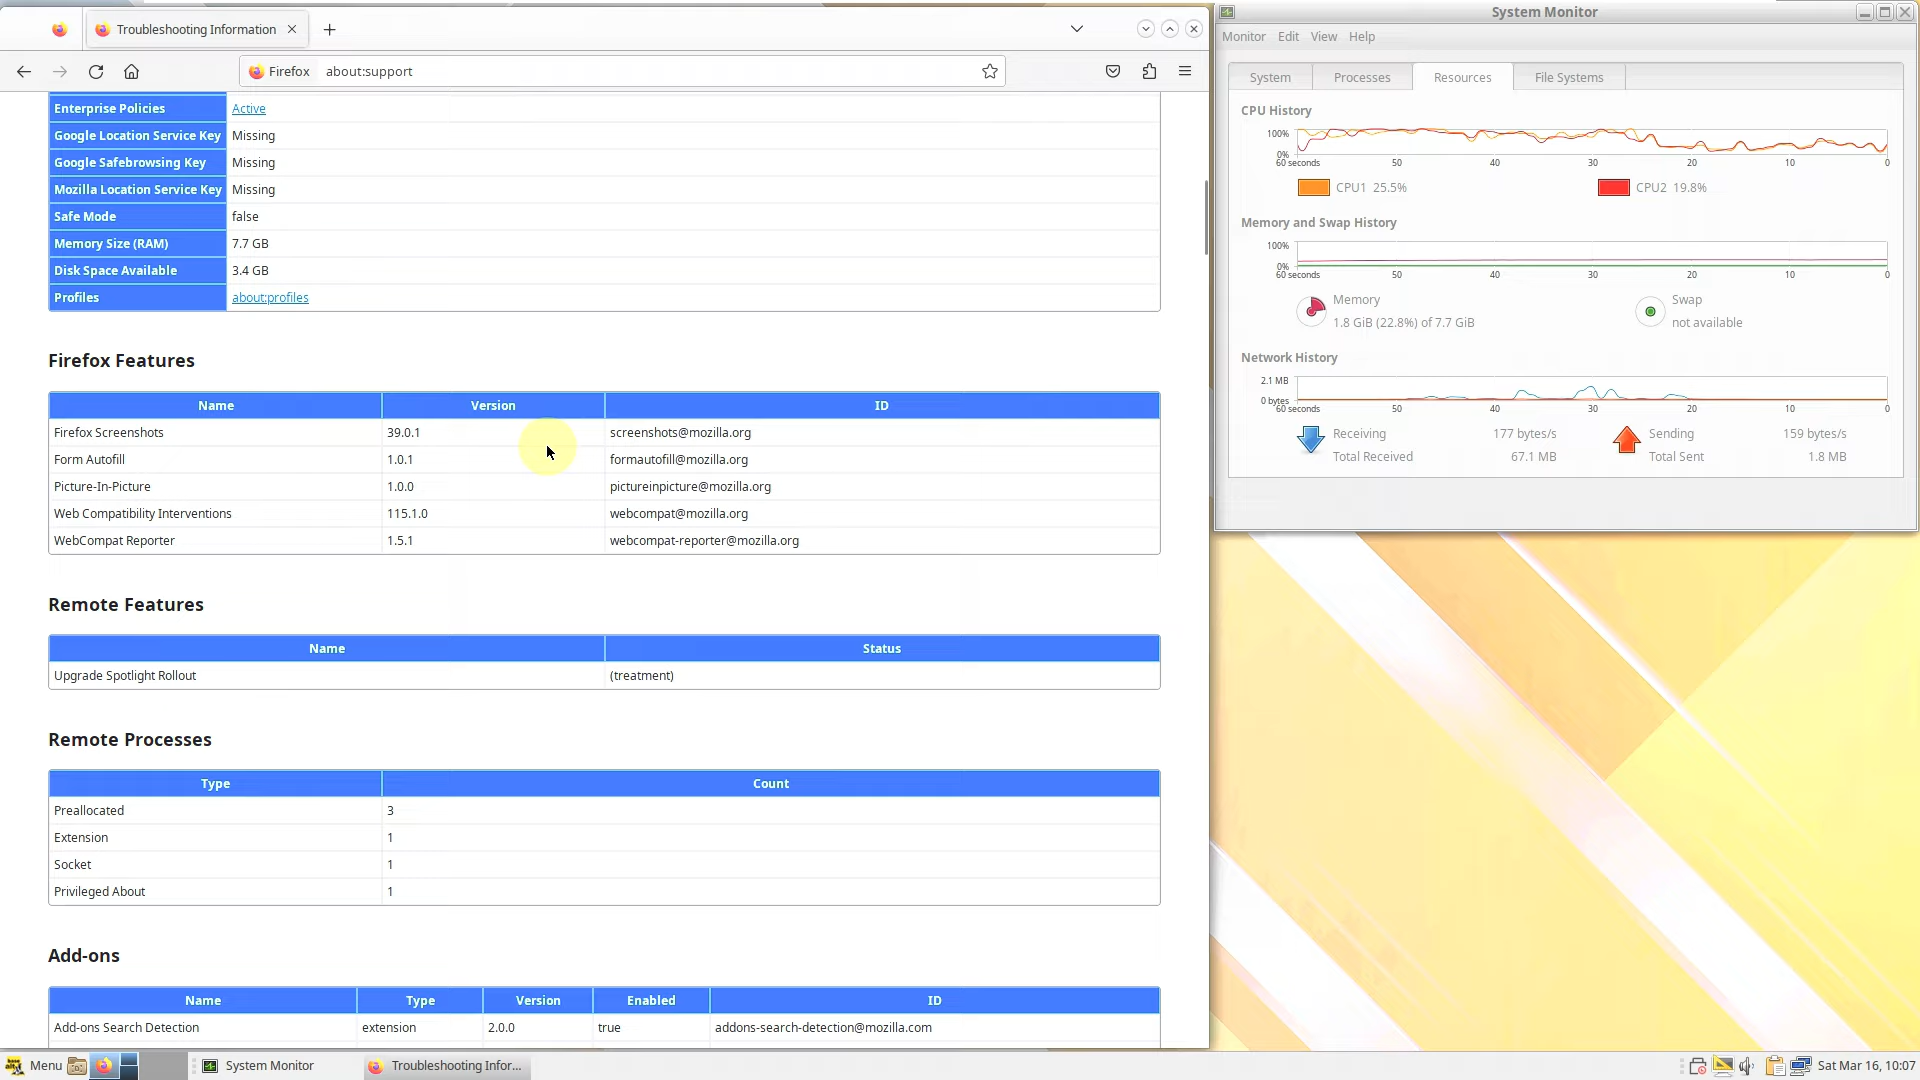 Troubleshooting Information
Firefox about:support
Enterprise Policies Active
Google Location Service Key Missing
Google Safebrowsing Key Missing
Mozilla Location Service Key Missing
Safe Mode false
Memory Size (RAM) 7.7 GB
Disk Space Available 3.4 GB
Profiles about:profiles
Firefox Features
Name Version ID
Firefox Screenshots 39.0.1 screenshots@mozilla.org
Form Autofill 1.0.1 formautofill@mozilla.org
Picture-In-Picture 1.0.0 pictureinpicture@mozilla.org
Web Compatibility Interventions 115.1.0 webcompat@mozilla.org
WebCompat Reporter 1.5.1 webcompat-reporter@mozilla.org
Remote Features
Name Status
Upgrade Spotlight Rollout (treatment)
Remote Processes
Type Count
Preallocated 3
Extension 1
Socket 1
Privileged About 1
Add-ons
Name Type Version Enabled ID
Add-ons Search Detection extension 2.0.0 true addons-search-detection@mozilla.com
System Monitor
Monitor Edit View Help
System Processes Resources File Systems
CPU History
100%
0%
60 seconds 50 40 30 20 10 0
CPU1 25.5% CPU2 19.8%
Memory and Swap History
100%
0%
60 seconds 50 40 30 20 10 0
Memory Swap
1.8 GiB (22.8%) of 7.7 GiB not available
Network History
2.1 MB
0 bytes
60 seconds 50 40 30 20 10 0
Receiving 177 bytes/s Sending 159 bytes/s
Total Received 67.1 MB Total Sent 1.8 MB
Menu System Monitor Troubleshooting Infor... Sat Mar 16, 10:07